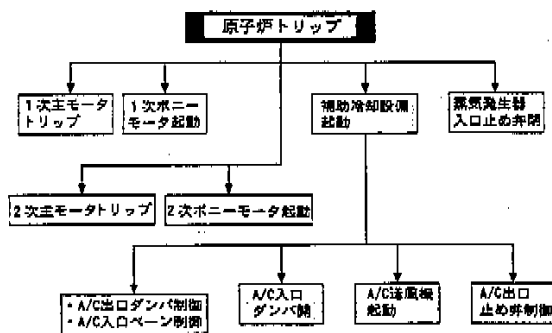 原子炉トリップ
1次主モータ
トリップ
1次ポニー
モータ起動
補助冷却設備
起動
蒸気発生器
入口止め弁閉
2次主モータトリップ
2次ポニーモータ起動
・A/C出口ダンパ制御
・A/C入口ベーン制御
A/C入口
ダンパ開
A/C送風機
起動
A/C出口
止め弁制御